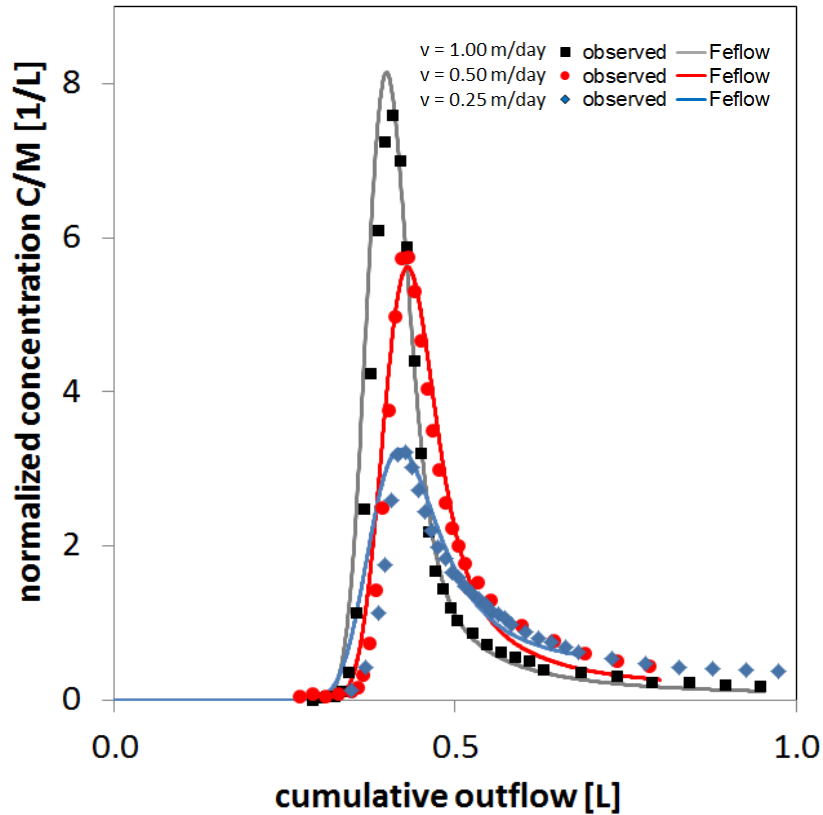 v = 1.00 m/day observed Feflow
v = 0.50 m/day observed Feflow
v = 0.25 m/day observed Feflow
normalized concentration C/M [1/L]
8
6
4
2
0
0.0 0.5 1.0
cumulative outflow [L]